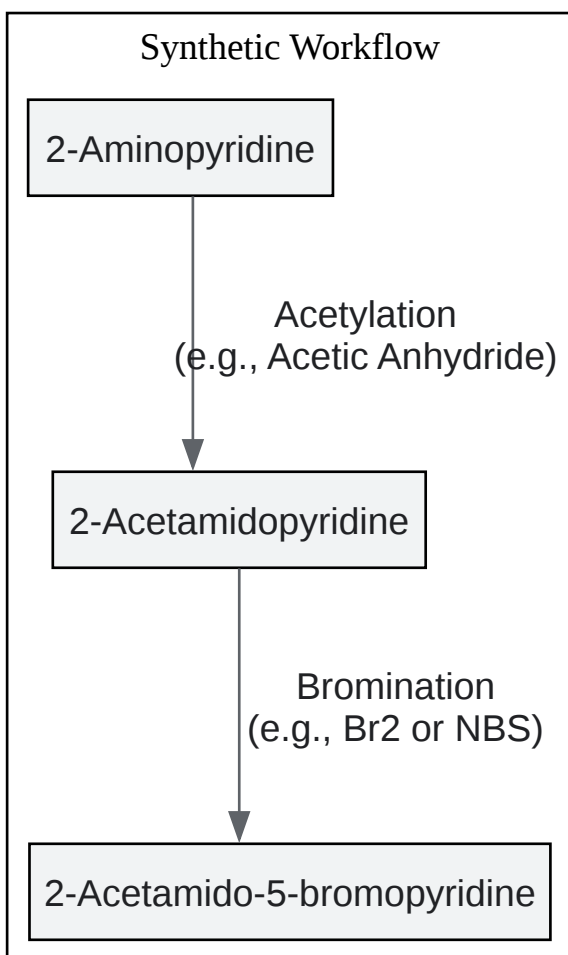 Synthetic Workflow
2-Aminopyridine
Acetylation
(e.g., Acetic Anhydride)
2-Acetamidopyridine
Bromination
(e.g., Br2 or NBS)
2-Acetamido-5-bromopyridine